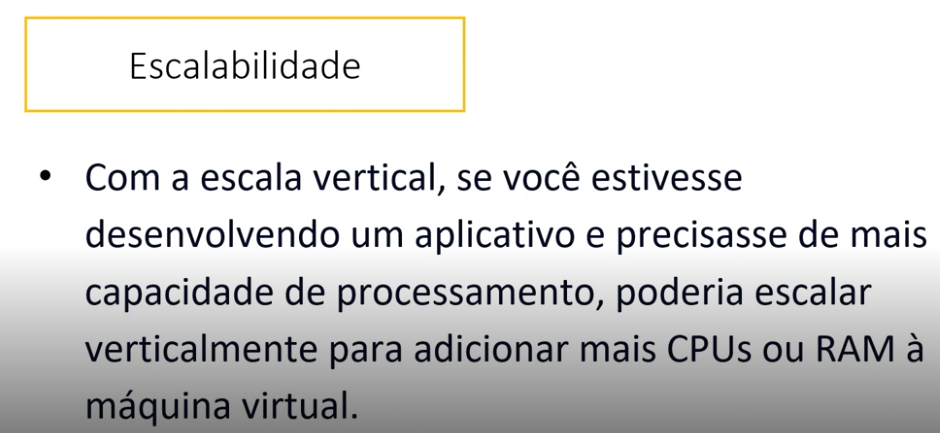 Escalabilidade
• Com a escala vertical, se você estivesse
desenvolvendo um aplicativo e precisasse de mais
capacidade de processamento, poderia escalar
verticalmente para adicionar mais CPUs ou RAM à
máquina virtual.